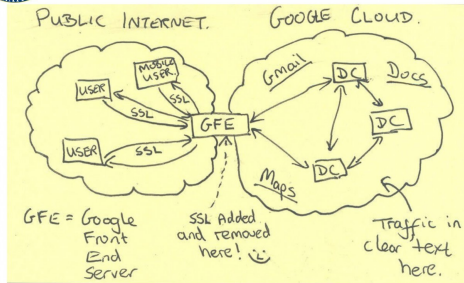 PUBLIC INTERNET.
GOOGLE CLOUD.
MOBILE
USER.
USER
SSL
SSL
USER
SSL
GFE
Gmail
DC
Docs
DC
Maps
DC
GFE = Google
Front
End
Server
SSL Added
and removed
here!
Traffic in
clear text
here.